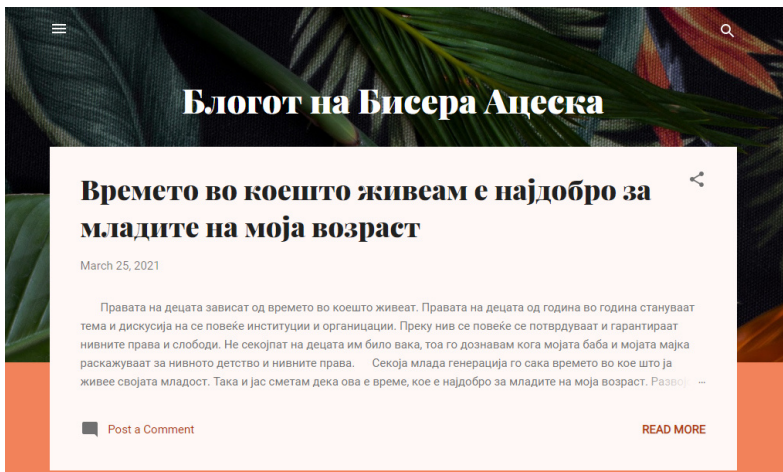 Блогот на Бисера Ацеска
Времето во коешто живеам е најдобро за
младите на моја возраст
March 25, 2021
Правата на децата зависат од времето во коешто живеат. Правата на децата од година во година стануваат
тема и дискусија на се повеќе институции и органицации. Преку нив се повеќе се потврдуваат и гарантираат
нивните права и слободи. Не секојпат на децата им било вака, тоа го дознавам кога мојата баба и мојата мајка
раскажуваат за нивното детство и нивните права. Секоја млада генерација го сака времето во кое што ја
живее својата младост. Така и јас сметам дека ова е време, кое е најдобро за младите на моја возраст.
Post a Comment
READ MORE